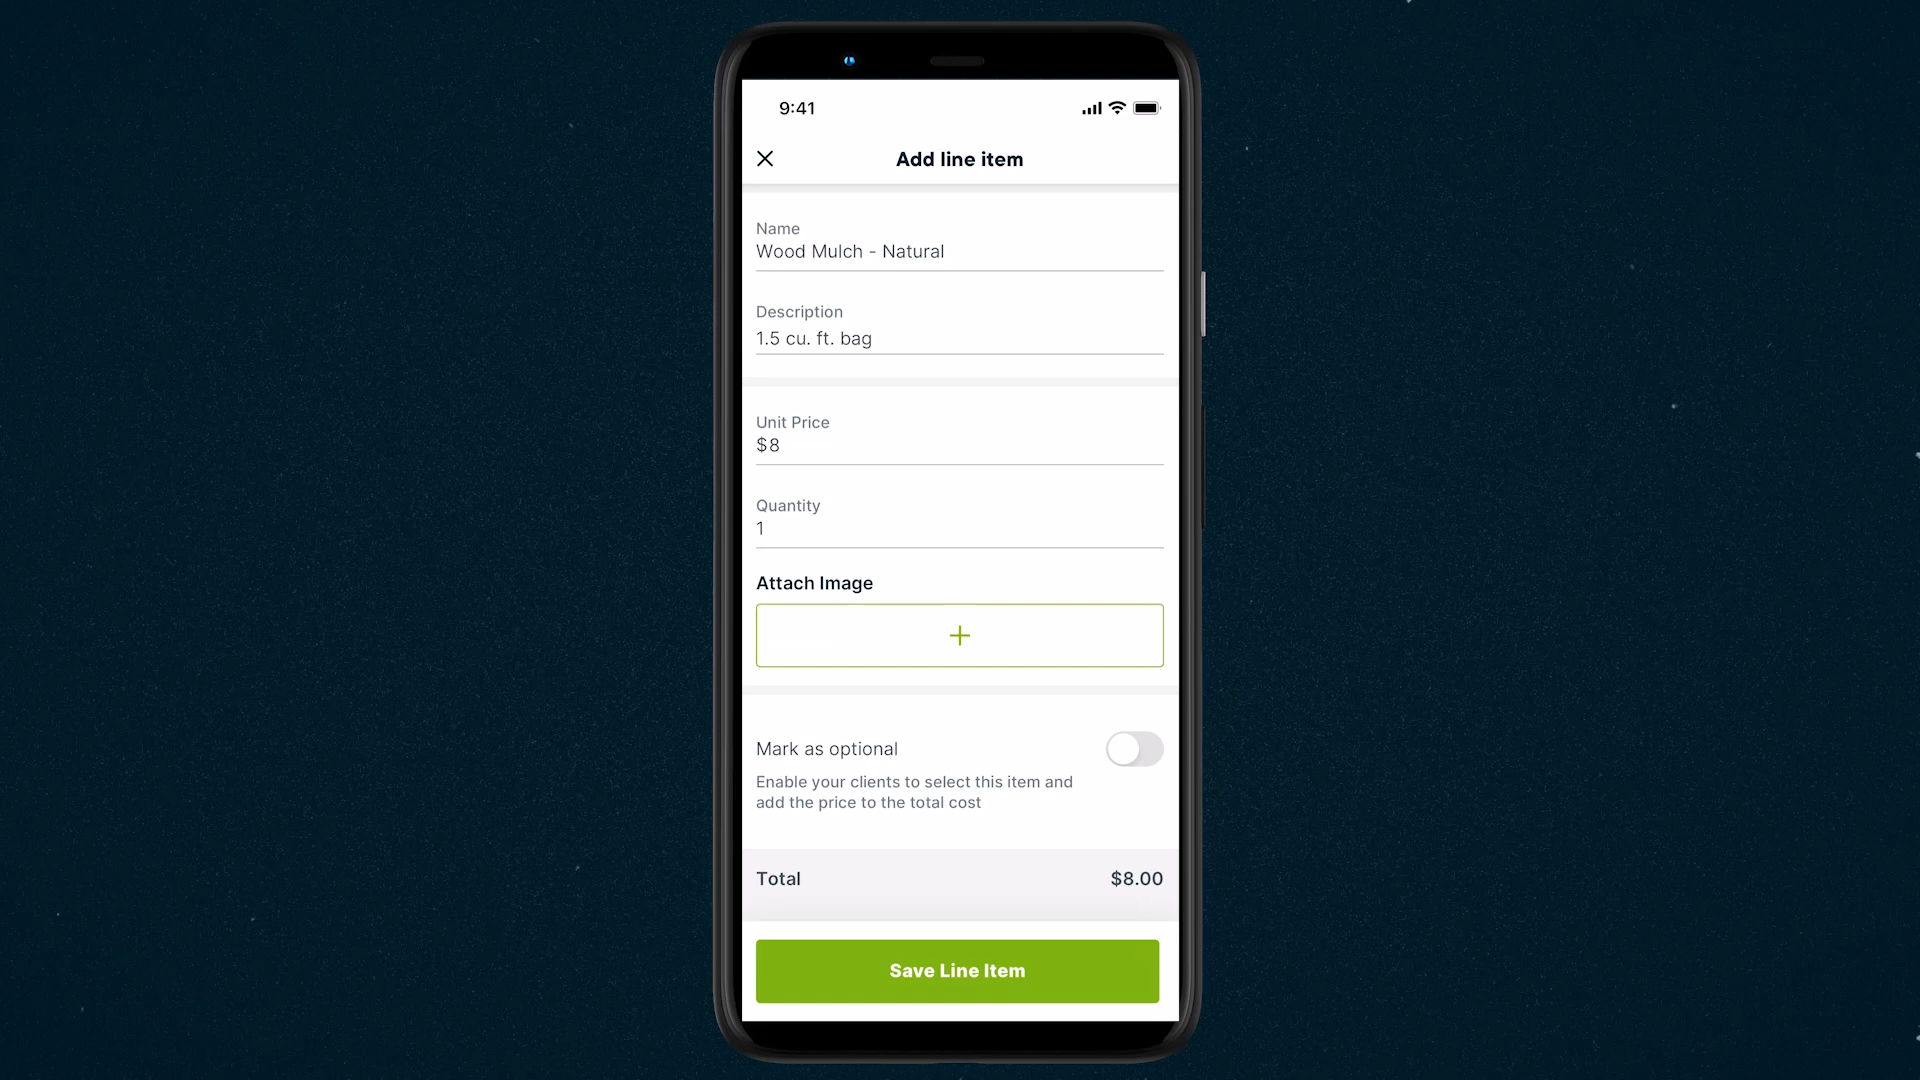 9:41
Add line item
Name
Wood Mulch - Natural
Description
1.5 cu. ft. bag
Unit Price
$8
Quantity
1
Attach Image
Mark as optional
Enable your clients to select this item and
add the price to the total cost
Total $8.00
Save Line Item